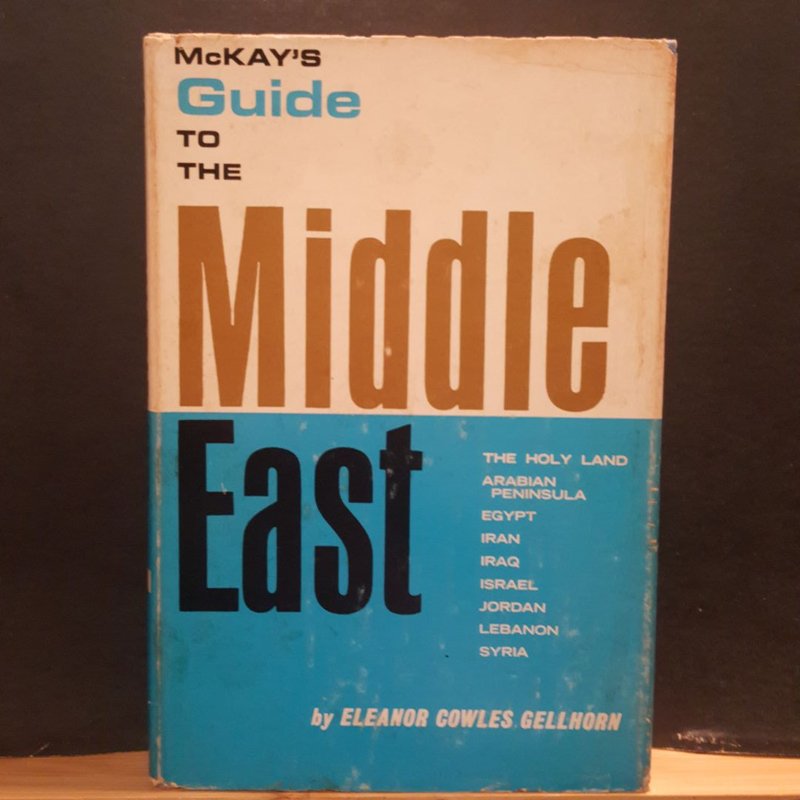 McKAY'S
Guide
TO
THE
Middle
East
THE HOLY LAND
ARABIAN
PENINSULA
EGYPT
IRAN
IRAQ
ISRAEL
JORDAN
LEBANON
SYRIA
by ELEANOR COWLES GELLHORN